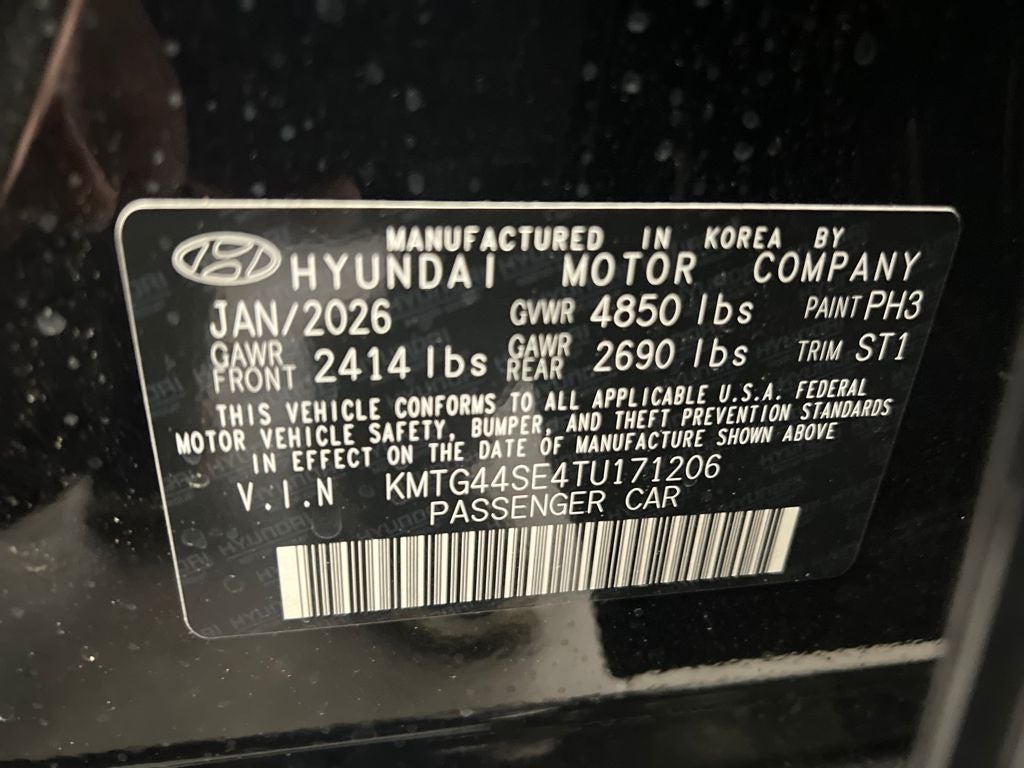 MANUFACTURED IN KOREA BY
HYUNDAI MOTOR COMPANY
JAN/2026 GVWR 4850 lbs PAINT PH3
GAWR FRONT 2414 lbs GAWR REAR 2690 lbs TRIM ST1
THIS VEHICLE CONFORMS TO ALL APPLICABLE U.S.A. FEDERAL
MOTOR VEHICLE SAFETY, BUMPER, AND THEFT PREVENTION STANDARDS
IN EFFECT ON THE DATE OF MANUFACTURE SHOWN ABOVE
V.I.N KMTG44SE4TU171206
PASSENGER CAR